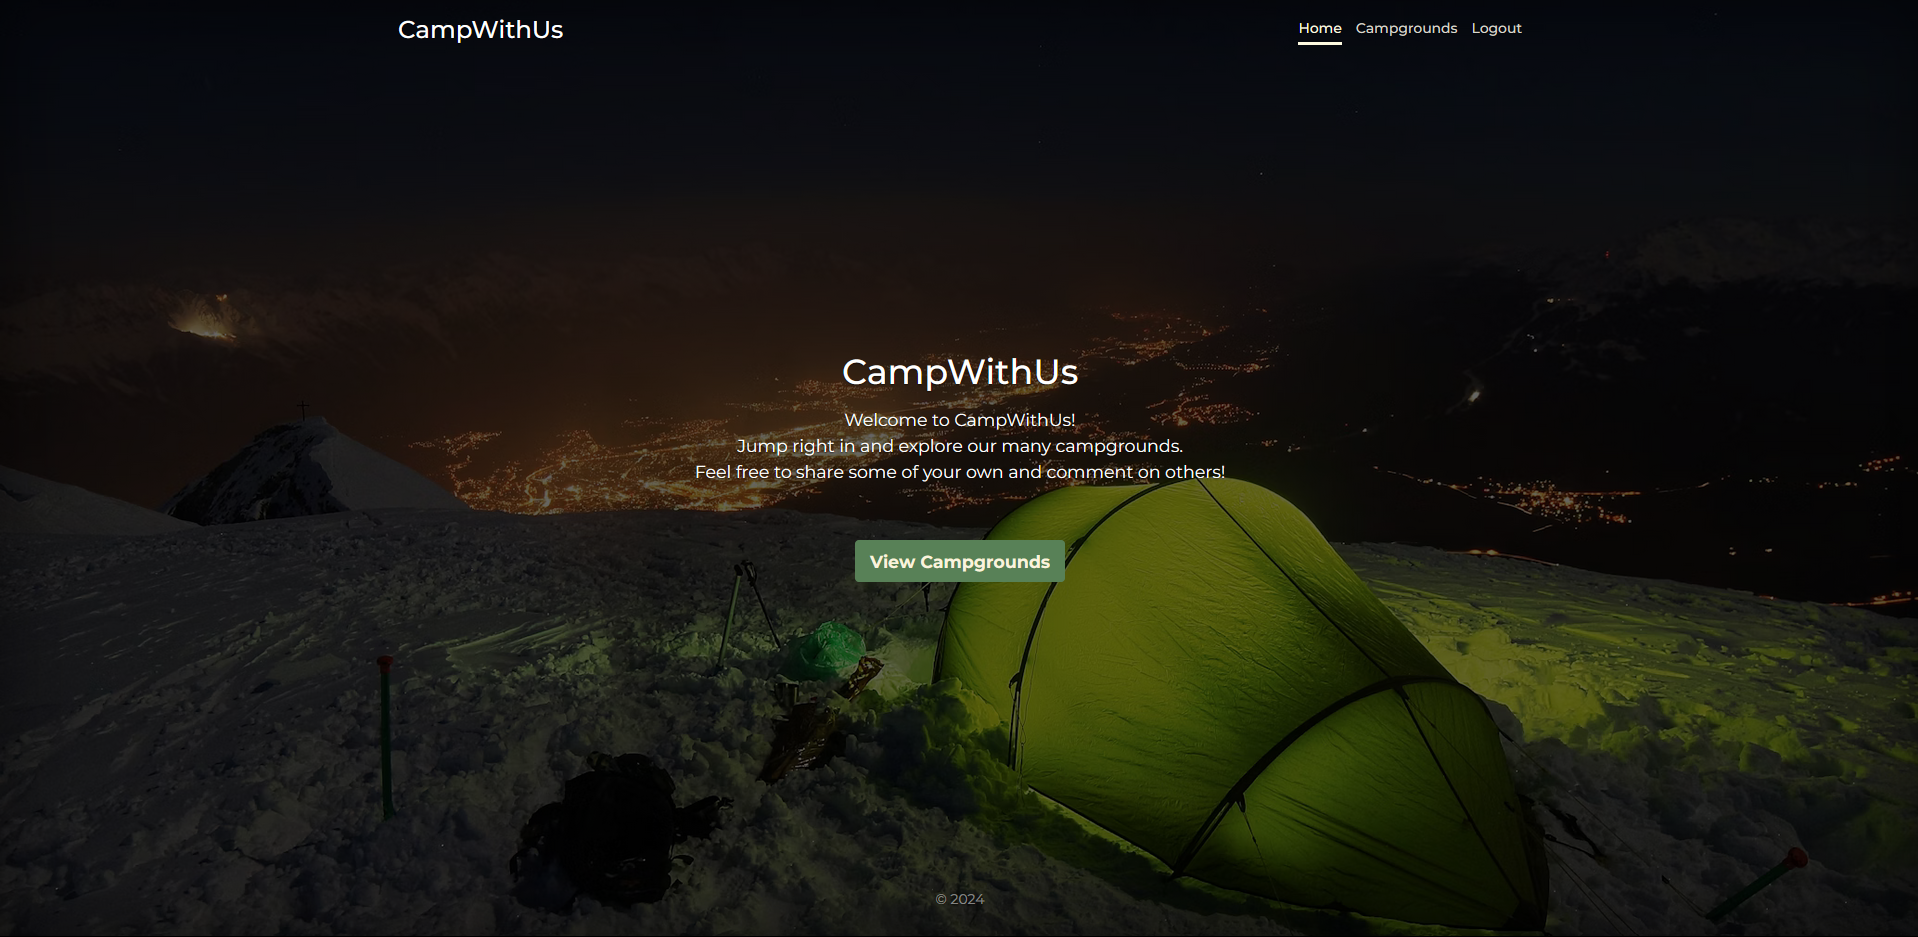 CampWithUs
Home Campgrounds Logout
CampWithUs
Welcome to CampWithUs!
Jump right in and explore our many campgrounds.
Feel free to share some of your own and comment on others!
View Campgrounds
© 2024